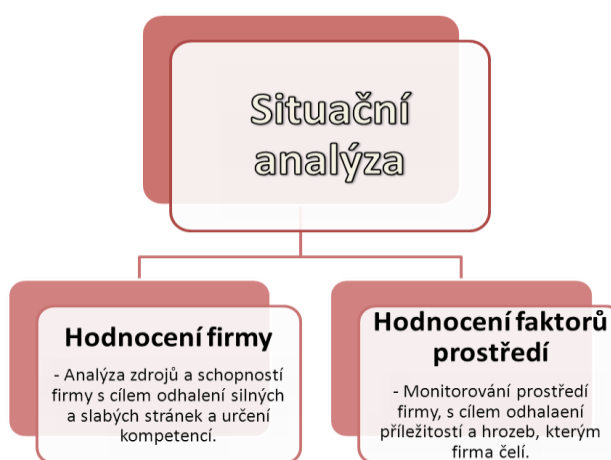 Situační
analýza
Hodnocení firmy
- Analýza zdrojů a schopností
firmy s cílem odhalení silných
a slabých stránek a určení
kompetencí.
Hodnocení faktorů
prostředí
- Monitorování prostředí
firmy, s cílem odhalaení
příležitostí a hrozeb, kterým
firma čelí.